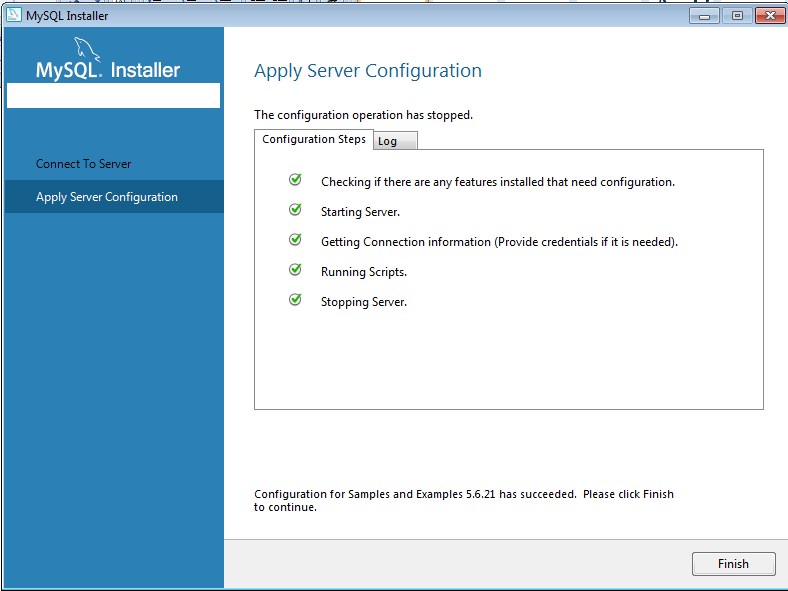 MySQL Installer
MySQL. Installer
Connect To Server
Apply Server Configuration
Apply Server Configuration
The configuration operation has stopped.
Configuration Steps Log
Checking if there are any features installed that need configuration.
Starting Server.
Getting Connection information (Provide credentials if it is needed).
Running Scripts.
Stopping Server.
Configuration for Samples and Examples 5.6.21 has succeeded. Please click Finish
to continue.
Finish